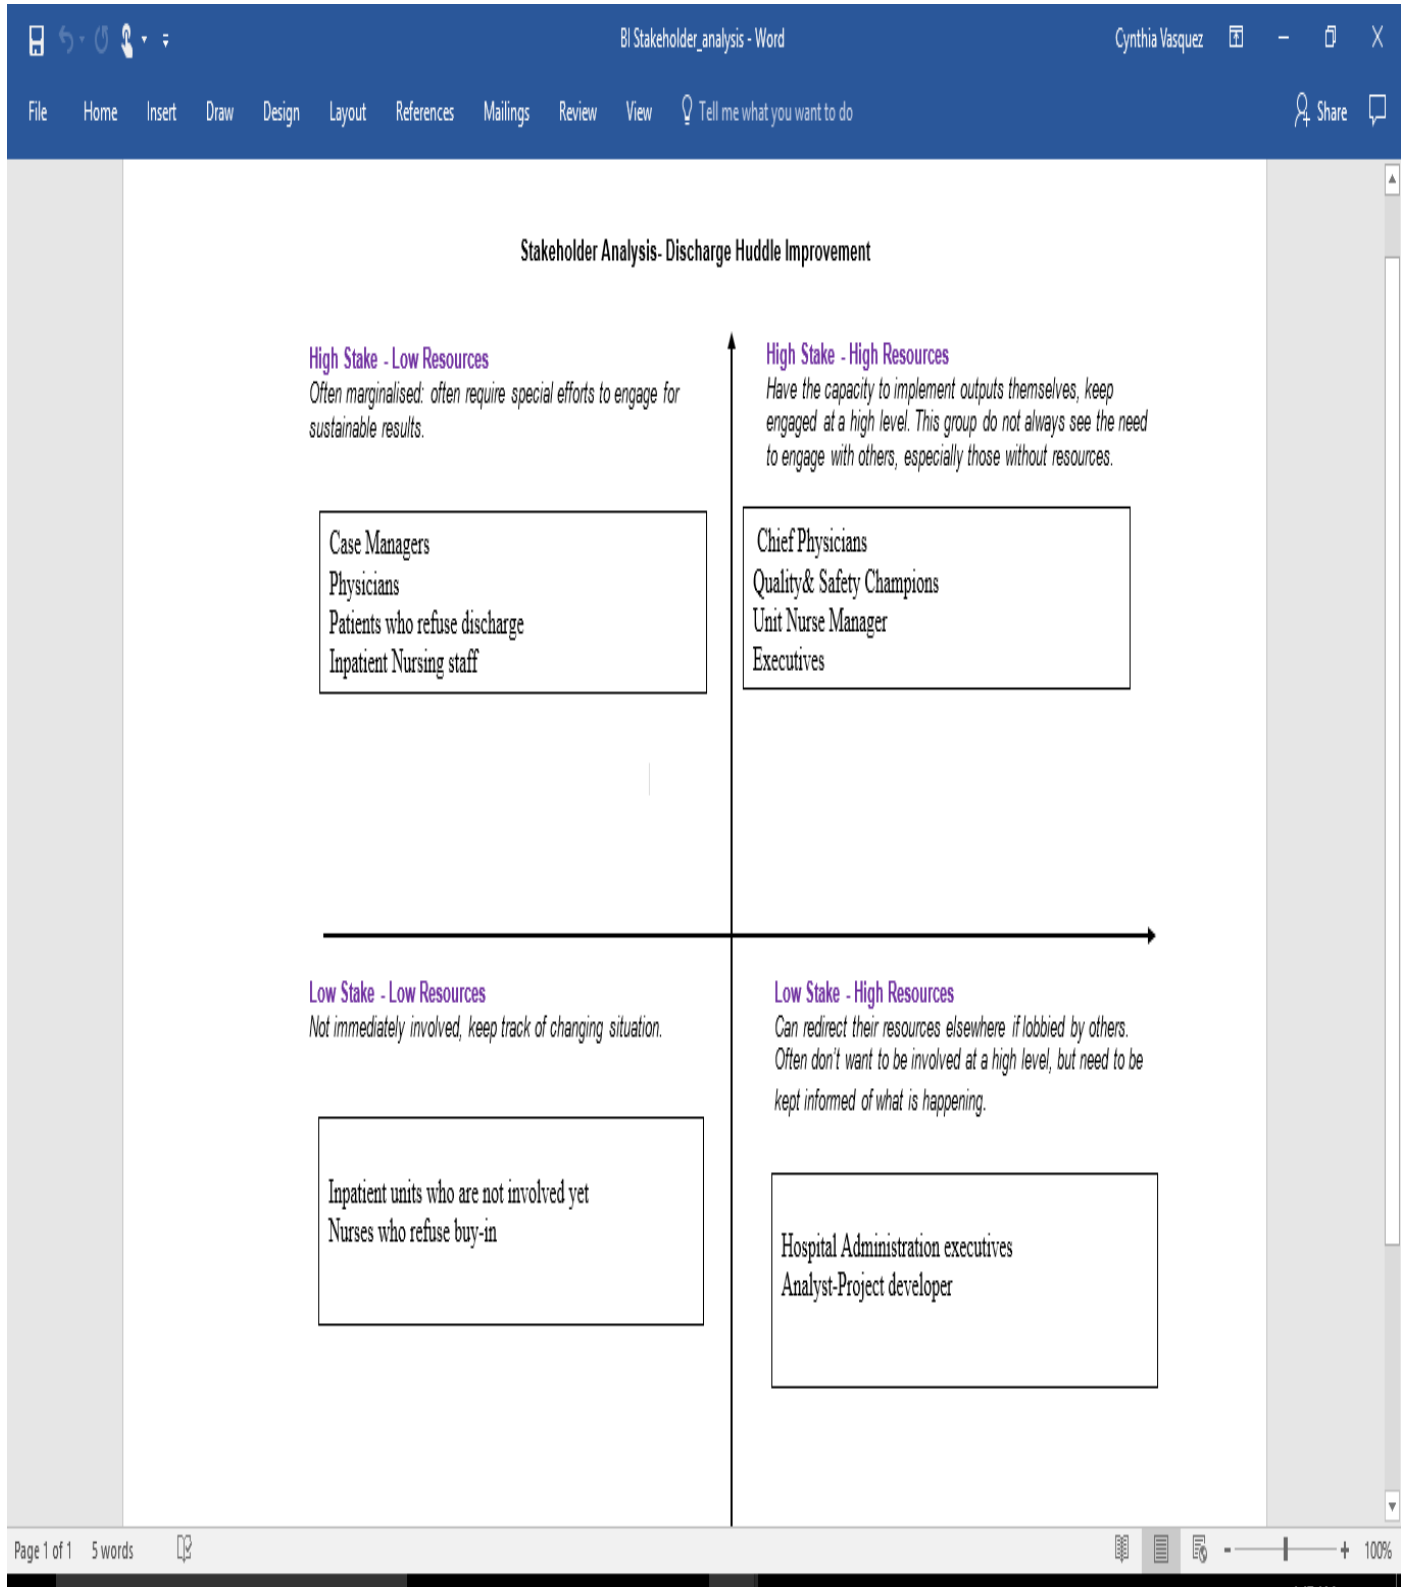 BI Stakeholder_analysis - Word
Cynthia Vasquez
File Home Insert Draw Design Layout References Mailings Review View Tell me what you want to do
Share
Stakeholder Analysis- Discharge Huddle Improvement
High Stake - Low Resources
Often marginalised: often require special efforts to engage for
sustainable results.
Case Managers
Physicians
Patients who refuse discharge
Inpatient Nursing staff
High Stake - High Resources
Have the capacity to implement outputs themselves, keep
engaged at a high level. This group do not always see the need
to engage with others, especially those without resources.
Chief Physicians
Quality& Safety Champions
Unit Nurse Manager
Executives
Low Stake - Low Resources
Not immediately involved, keep track of changing situation.
Inpatient units who are not involved yet
Nurses who refuse buy-in
Low Stake - High Resources
Can redirect their resources elsewhere if lobbied by others.
Often don't want to be involved at a high level, but need to be
kept informed of what is happening.
Hospital Administration executives
Analyst-Project developer
Page 1 of 1 5 words
100%